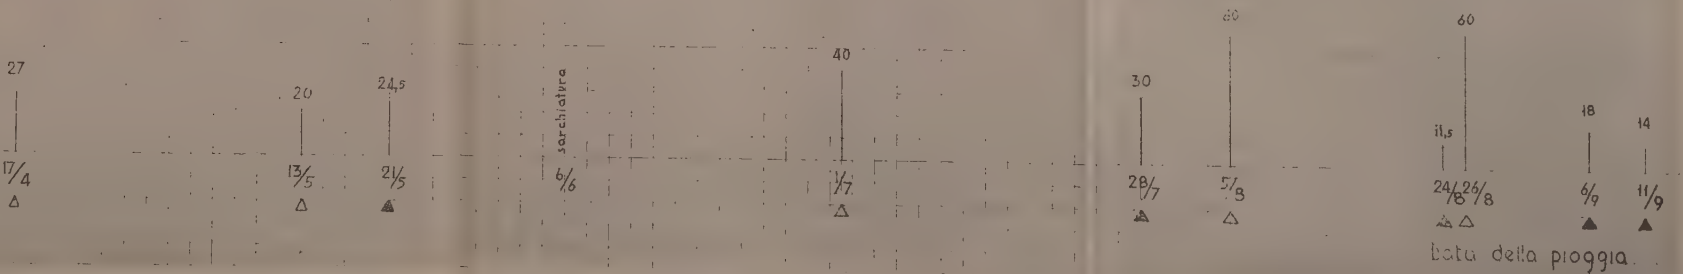 27 20 24,5 40 30 60 11,5 60 18 14
sarchiatura
17/4 13/5 21/5 6/6 1/7 28/7 5/8 24/8 26/8 6/9 11/9
Data della pioggia